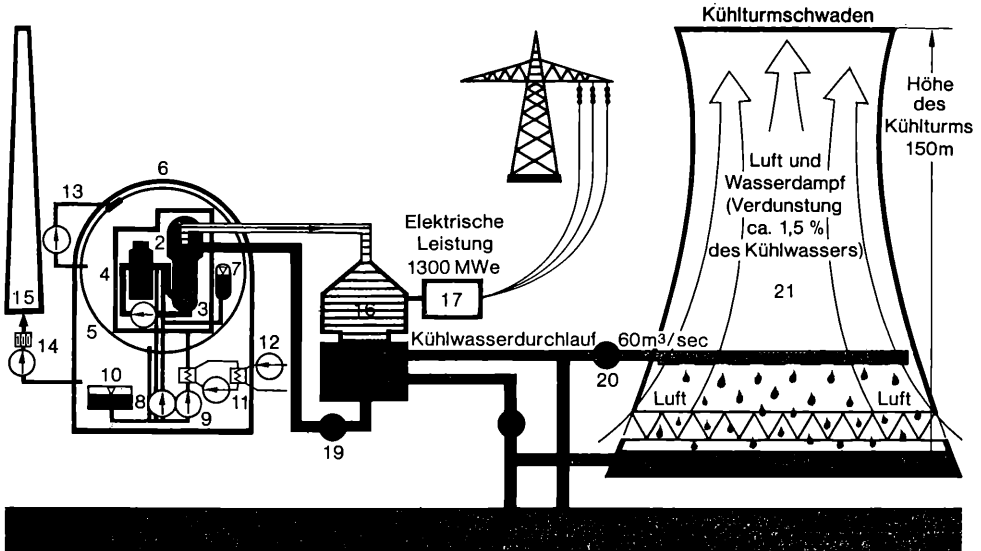 Kühlturmschwaden
Höhe
des
Kühlturms
150m
Luft und
Wasserdampf
(Verdunstung
ca. 1,5 %
des Kühlwassers)
21
Elektrische
Leistung
1300 MWe
17
16
Kühlwasserdurchlauf
60m³/sec
20
Luft
Luft
19
6
13
2
7
4
3
15
5
14
12
10
8
9
11